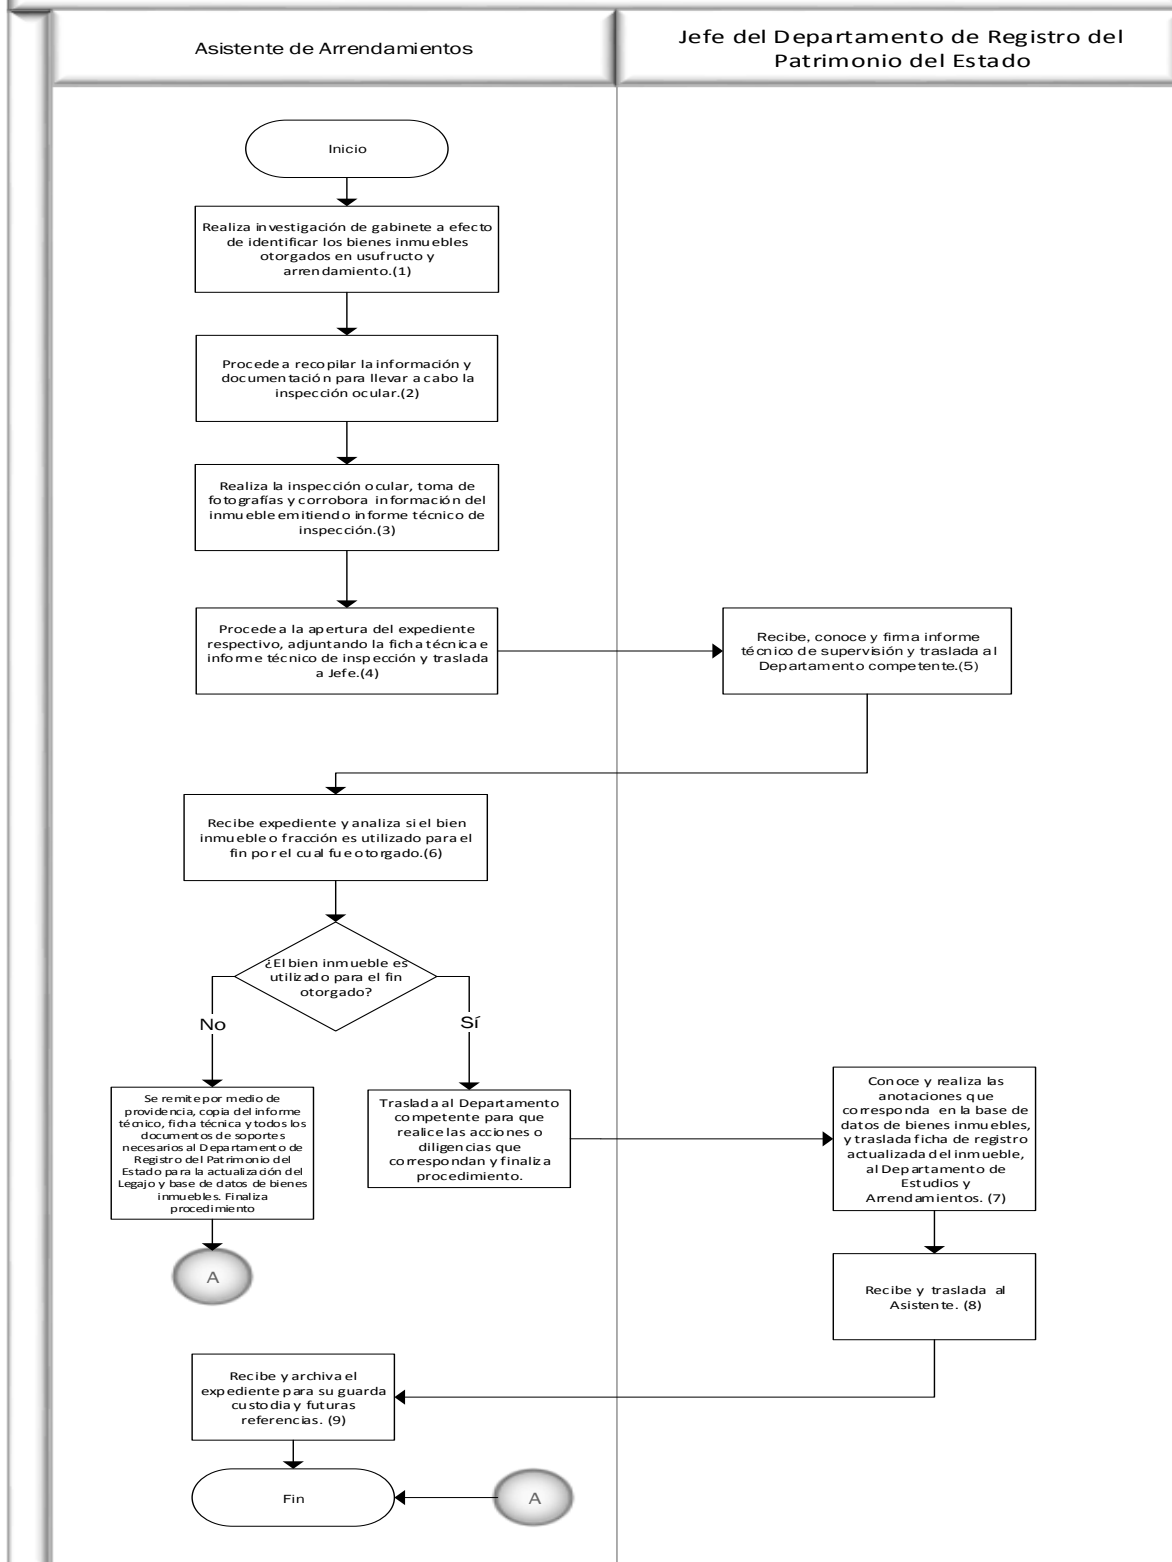 Asistente de Arrendamientos
Jefe del Departamento de Registro del
Patrimonio del Estado
Inicio
Realiza investigación de gabinete a efecto
de identificar los bienes inmuebles
otorgados en usufructo y
arrendamiento.(1)
Procede a recopilar la información y
documentación para llevar a cabo la
inspección ocular.(2)
Realiza la inspección ocular, toma de
fotografías y corrobora información del
inmueble emitiendo informe técnico de
inspección.(3)
Procede a la apertura del expediente
respectivo, adjuntando la ficha técnica e
informe técnico de inspección y traslada
a Jefe.(4)
Recibe, conoce y firma informe
técnico de supervisión y traslada al
Departamento competente.(5)
Recibe expediente y analiza si el bien
inmueble o fracción es utilizado para el
fin por el cual fue otorgado.(6)
¿El bien inmueble es
utilizado para el fin
otorgado?
No
Sí
Se remite por medio de
providencia, copia del informe
técnico, ficha técnica y todos los
documentos de soportes
necesarios al Departamento de
Registro del Patrimonio del
Estado para la actualización del
Legajo y base de datos de bienes
inmuebles. Finaliza
procedimiento
Traslada al Departamento
competente para que
realice las acciones o
diligencias que
correspondan y finaliza
procedimiento.
Conoce y realiza las
anotaciones que
corresponda en la base de
datos de bienes inmuebles,
y traslada ficha de registro
actualizada del inmueble,
al Departamento de
Estudios y
Arrendamientos. (7)
A
Recibe y traslada al
Asistente. (8)
Recibe y archiva el
expediente para su guarda
custodia y futuras
referencias. (9)
Fin
A